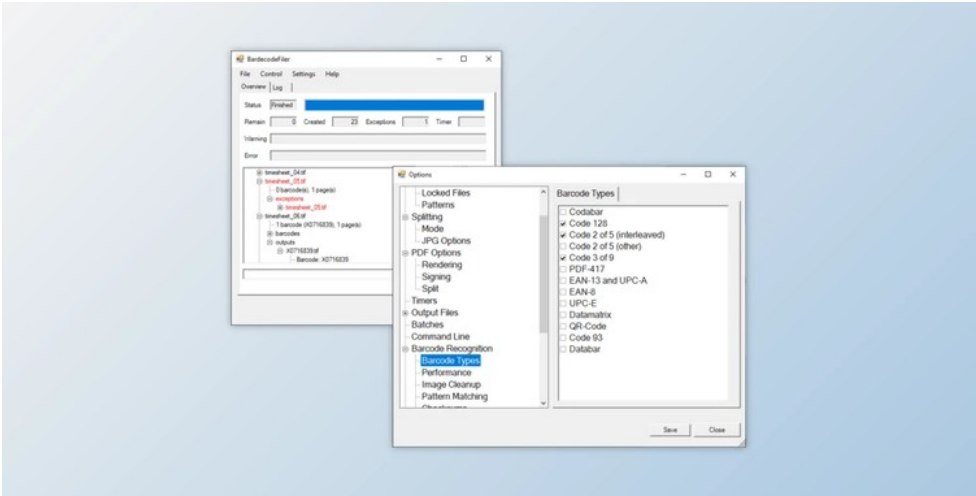 BardecodeFiler
File Control Settings Help
Overview Log
Status Finished
Remain 0 Created 23 Exceptions 1 Timer
Warning
Error
timesheet_04.tif
timesheet_05.tif
0 barcode(s), 1 page(s)
exceptions
timesheet_05.tif
timesheet_06.tif
1 barcode (X0716839), 1 page(s)
barcodes
outputs
X0716839.tif
Barcode: X0716839
Options
Locked Files
Patterns
Splitting
Mode
JPG Options
PDF Options
Rendering
Signing
Split
Timers
Output Files
Batches
Command Line
Barcode Recognition
Barcode Types
Performance
Image Cleanup
Pattern Matching
Checksums
Barcode Types
Codabar
Code 128
Code 2 of 5 (interleaved)
Code 2 of 5 (other)
Code 3 of 9
PDF-417
EAN-13 and UPC-A
EAN-8
UPC-E
Datamatrix
QR-Code
Code 93
Databar
Save Close